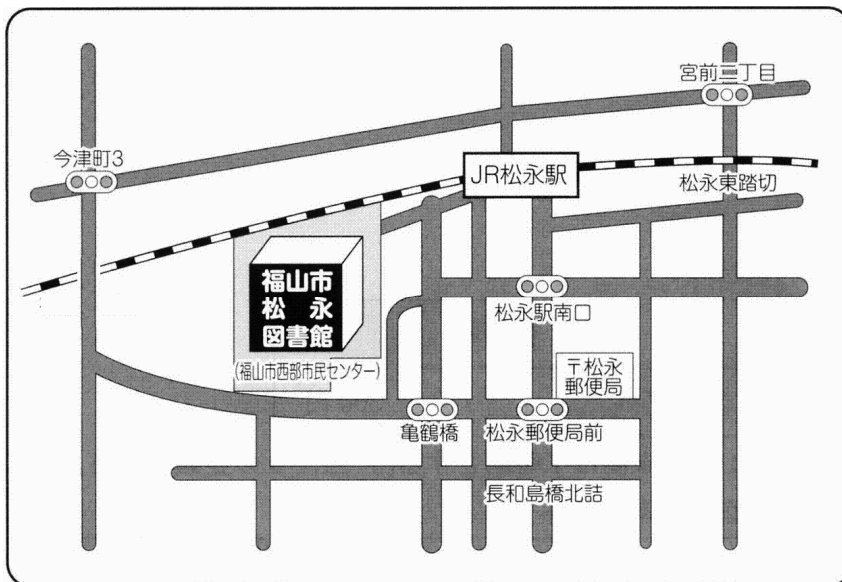 宮前三丁目
今津町3
JR松永駅
松永東踏切
福山市
松永
図書館
(福山市西部市民センター)
松永駅南口
〒松永
郵便局
亀鶴橋
松永郵便局前
長和島橋北詰